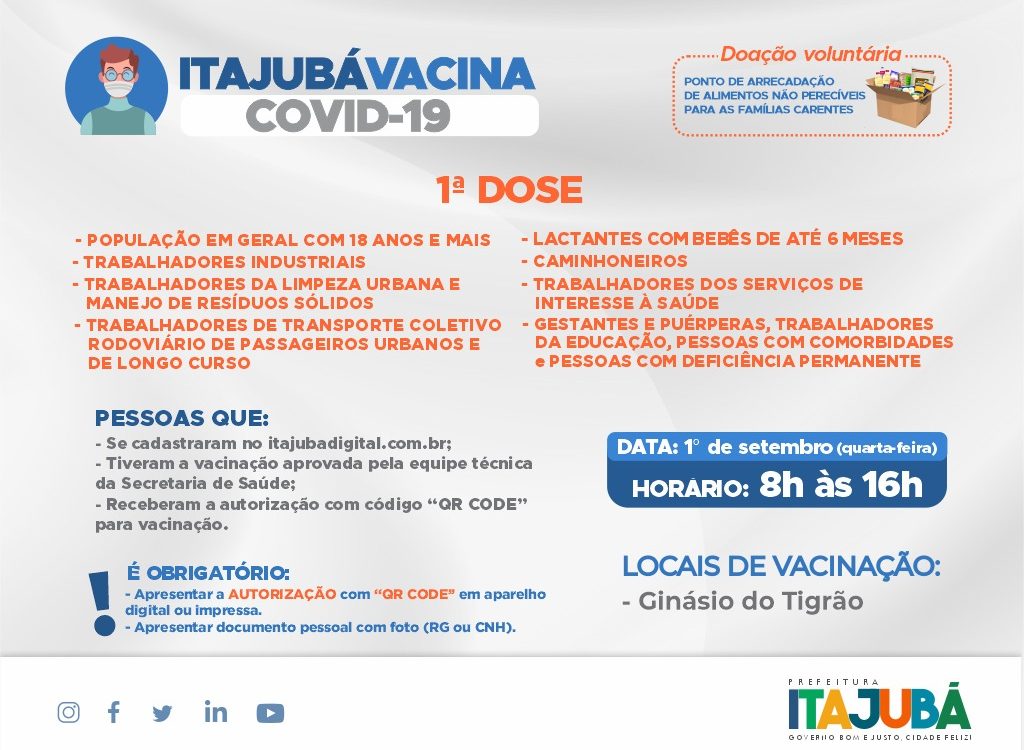 ITAJUBÁVACINA
COVID-19
Doação voluntária
PONTO DE ARRECADAÇÃO
DE ALIMENTOS NÃO PERECÍVEIS
PARA AS FAMÍLIAS CARENTES
1ª DOSE
- POPULAÇÃO EM GERAL COM 18 ANOS E MAIS
- TRABALHADORES INDUSTRIAIS
- TRABALHADORES DA LIMPEZA URBANA E
MANEJO DE RESÍDUOS SÓLIDOS
- TRABALHADORES DE TRANSPORTE COLETIVO
RODOVIÁRIO DE PASSAGEIROS URBANOS E
DE LONGO CURSO
- LACTANTES COM BEBÊS DE ATÉ 6 MESES
- CAMINHONEIROS
- TRABALHADORES DOS SERVIÇOS DE
INTERESSE À SAÚDE
- GESTANTES E PUÉRPERAS, TRABALHADORES
DA EDUCAÇÃO, PESSOAS COM COMORBIDADES
e PESSOAS COM DEFICIÊNCIA PERMANENTE
PESSOAS QUE:
- Se cadastraram no itajubadigital.com.br;
- Tiveram a vacinação aprovada pela equipe técnica
da Secretaria de Saúde;
- Receberam a autorização com código “QR CODE”
para vacinação.
! É OBRIGATÓRIO:
- Apresentar a AUTORIZAÇÃO com “QR CODE” em aparelho
digital ou impressa.
- Apresentar documento pessoal com foto (RG ou CNH).
DATA: 1° de setembro (quarta-feira)
HORÁRIO: 8h às 16h
LOCAIS DE VACINAÇÃO:
- Ginásio do Tigrão
PREFEITURA
ITAJUBÁ
GOVERNO BOM E JUSTO, CIDADE FELIZ!